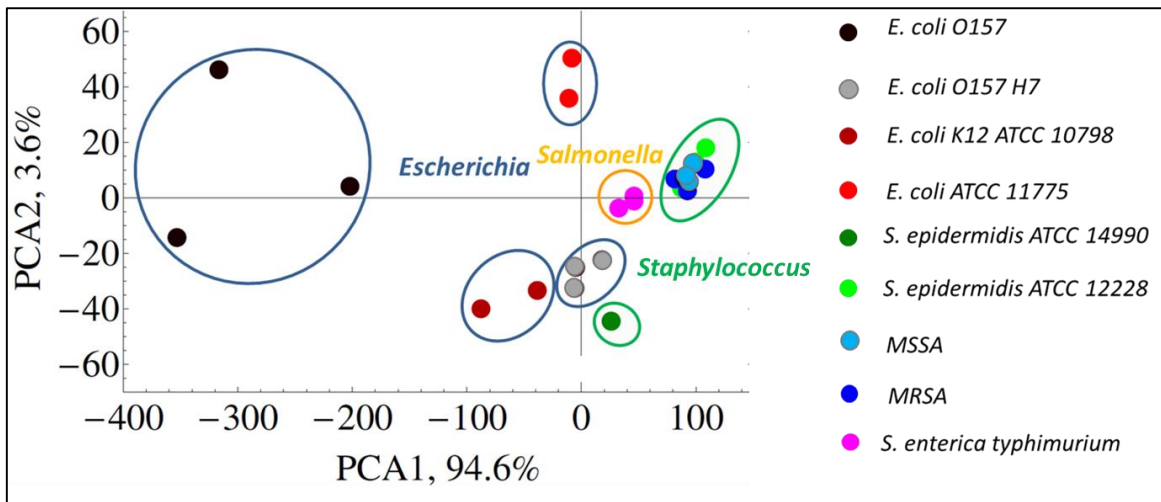 60
40
20
0
−20
−40
−60
PCA2, 3.6%
−400
−300
−200
−100
0
100
PCA1, 94.6%
Escherichia
Salmonella
Staphylococcus
E. coli O157
E. coli O157 H7
E. coli K12 ATCC 10798
E. coli ATCC 11775
S. epidermidis ATCC 14990
S. epidermidis ATCC 12228
MSSA
MRSA
S. enterica typhimurium